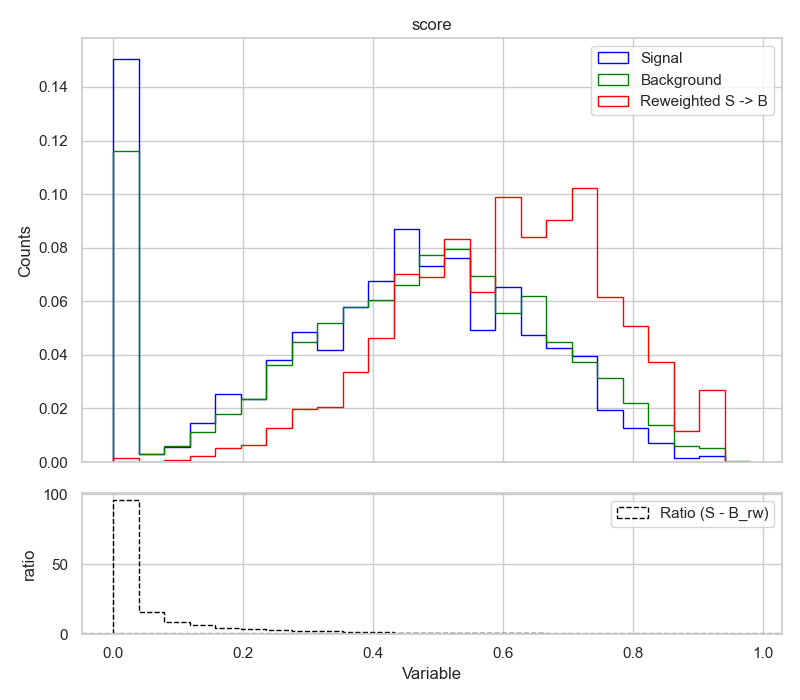 score
Signal
Background
Reweighted S -> B
0.14
0.12
0.10
0.08
0.06
0.04
0.02
0.00
Counts
Ratio (S - B_rw)
100
50
0
ratio
0.0 0.2 0.4 0.6 0.8 1.0
Variable